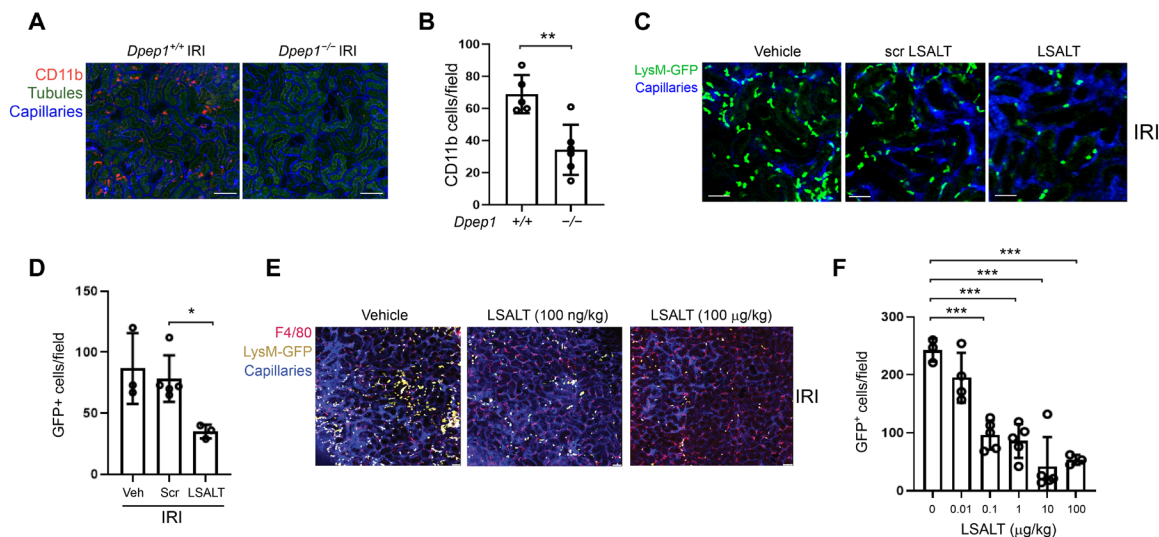 A
Dpep1+/+ IRI
Dpep1−/− IRI
CD11b
Tubules
Capillaries
B
**
CD11b cells/field
100
80
60
40
20
0
Dpep1
+/+
−/−
C
Vehicle
scr LSALT
LSALT
LysM-GFP
Capillaries
IRI
D
*
GFP+ cells/field
150
100
50
0
Veh
Scr
LSALT
IRI
E
Vehicle
LSALT (100 ng/kg)
LSALT (100 μg/kg)
F4/80
LysM-GFP
Capillaries
IRI
F
***
***
***
***
GFP+ cells/field
300
200
100
0
0
0.01
0.1
1
10
100
LSALT (μg/kg)